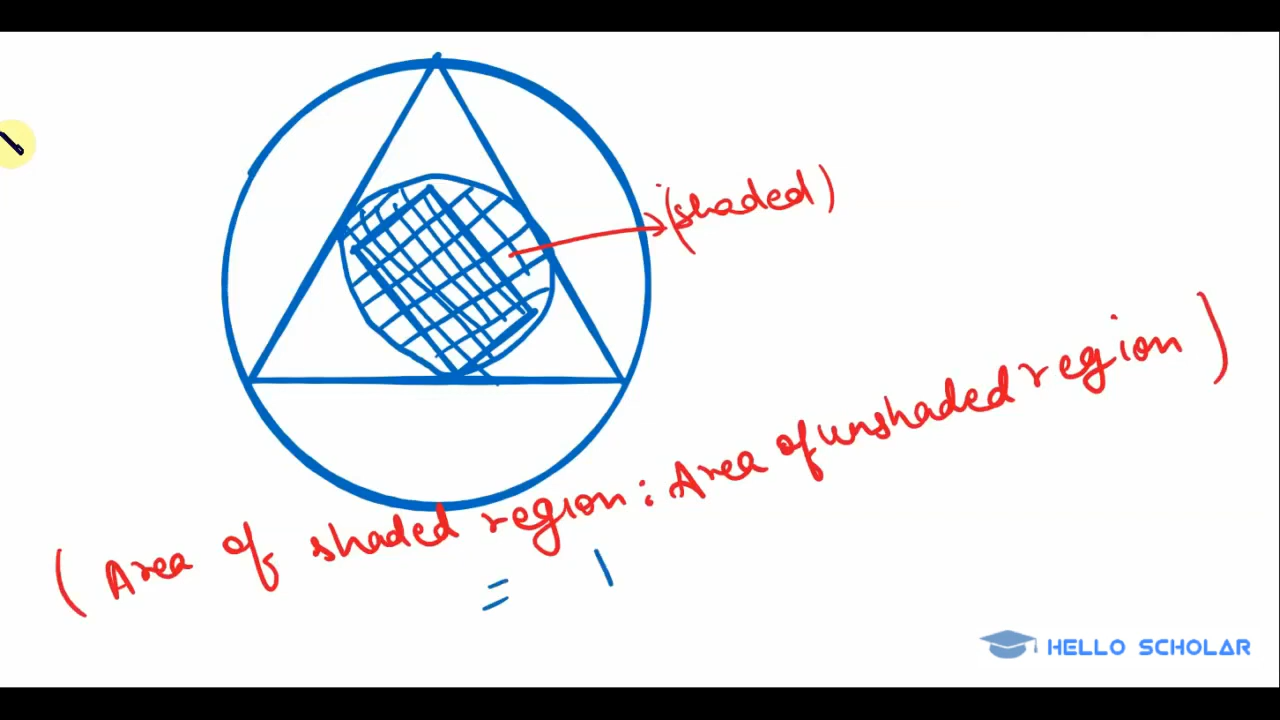 (shaded)
(Area of shaded region : Area of unshaded region)
= 1
HELLO SCHOLAR